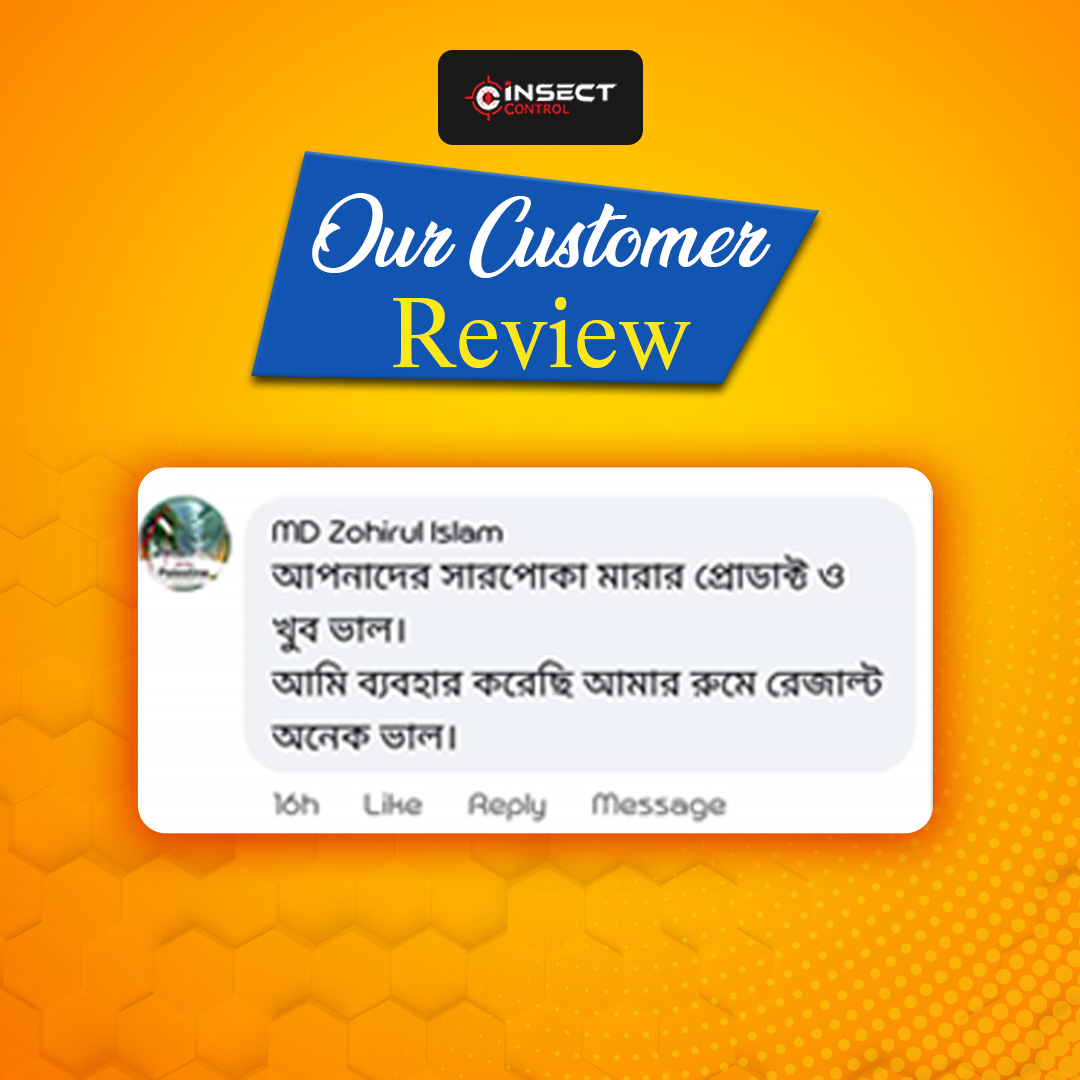 INSECT
CONTROL
Our Customer
Review
MD Zohirul Islam
আপনাদের সারপোকা মারার প্রোডাক্ট ও
খুব ভাল।
আমি ব্যবহার করেছি আমার রুমে রেজাল্ট
অনেক ভাল।
16h Like Reply Message